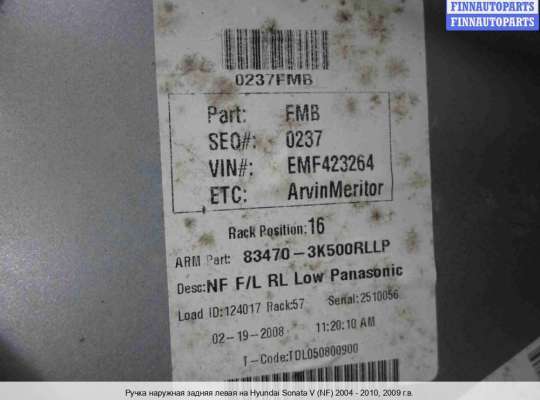 FINNAUTOPARTS
FINNAUTOPARTS
0237FMB
Part: FMB
SEQ#: 0237
VIN#: EMF423264
ETC: ArvinMeritor
Rack Position: 16
ARM Part: 83470-3K500RLLP
Desc:NF F/L RL Low Panasonic
Load ID:124017 Rack:57 Serial:2510056
02-19-2008 11:20:10 AM
T-Code:TDL050800900
Ручка наружная задняя левая на Hyundai Sonata V (NF) 2004 - 2010, 2009 г.в.